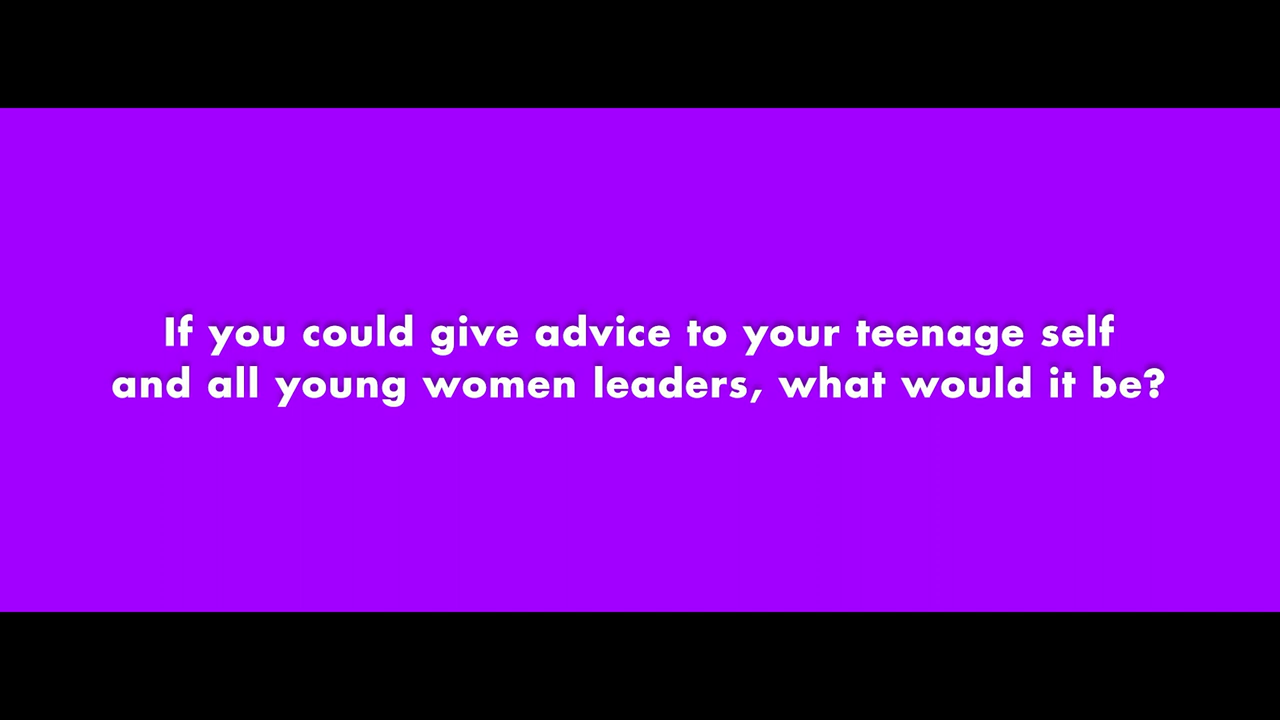 If you could give advice to your teenage self
and all young women leaders, what would it be?